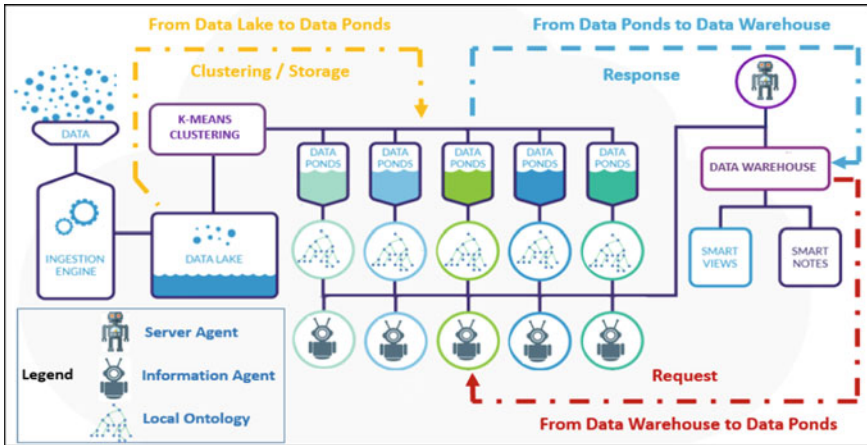 From Data Lake to Data Ponds
From Data Ponds to Data Warehouse
Clustering / Storage
Response
DATA
K-MEANS
CLUSTERING
DATA
PONDS
DATA
PONDS
DATA
PONDS
DATA
PONDS
DATA
PONDS
DATA WAREHOUSE
INGESTION
ENGINE
DATA LAKE
SMART
VIEWS
SMART
NOTES
Legend
Server Agent
Information Agent
Local Ontology
Request
From Data Warehouse to Data Ponds